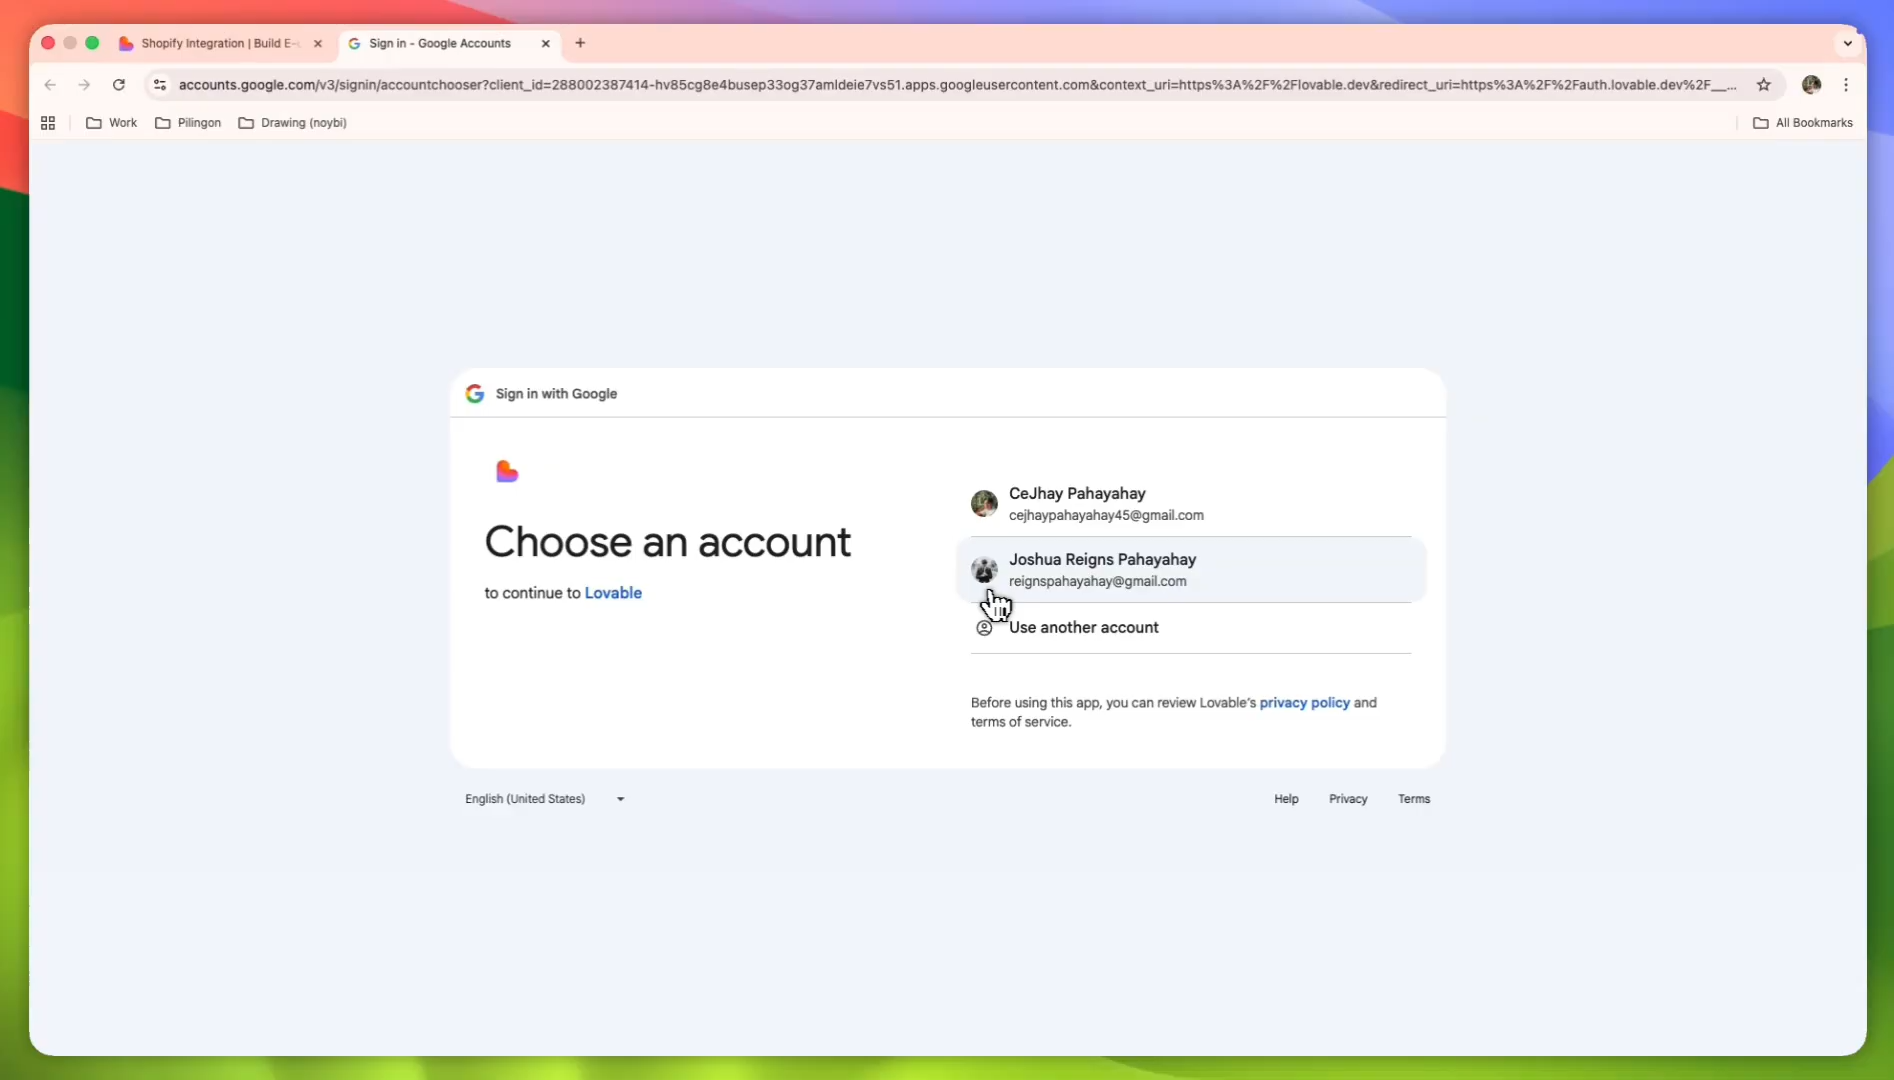 Shopify Integration | Build E-
Sign in - Google Accounts
accounts.google.com/v3/signin/accountchooser?client_id=288002387414-hv85cg8e4busep33og37amldeie7vs51.apps.googleusercontent.com&context_uri=https%3A%2F%2Flovable.dev&redirect_uri=https%3A%2F%2Fauth.lovable.dev%2F__...
Work
Pilingon
Drawing (noybi)
All Bookmarks
Sign in with Google
Choose an account
to continue to Lovable
CeJhay Pahayahay
cejhaypahayahay45@gmail.com
Joshua Reigns Pahayahay
reignspahayahay@gmail.com
Use another account
Before using this app, you can review Lovable's privacy policy and
terms of service.
English (United States)
Help
Privacy
Terms